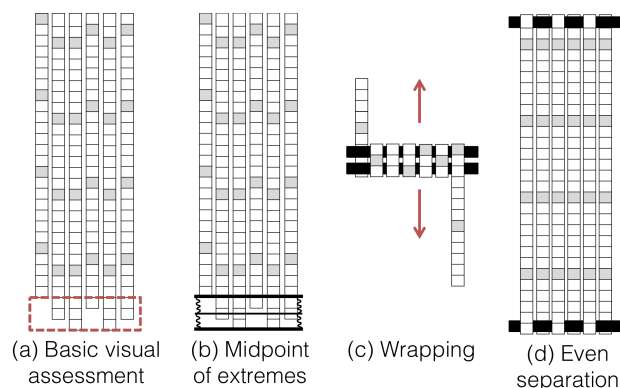 (a) Basic visual
assessment
(b) Midpoint
of extremes
(c) Wrapping
(d) Even
separation